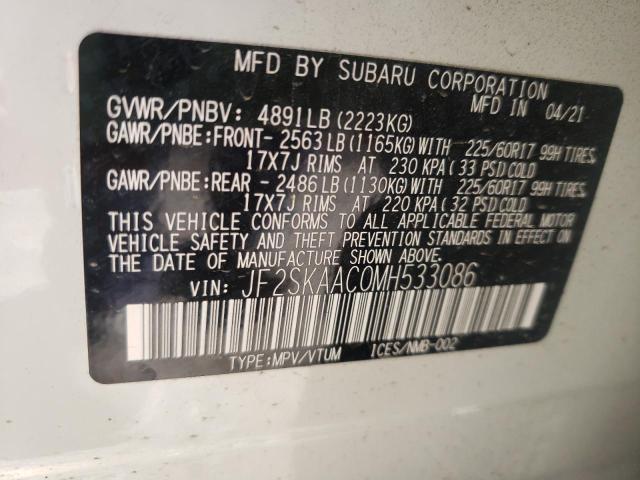 MFD BY SUBARU CORPORATION
MFD IN 04/21
GVWR/PNBV: 4891LB(2223KG)
GAWR/PNBE:FRONT-2563LB(1165KG)WITH 225/60R17 99H TIRES,
17X7J RIMS AT 230 KPA(33 PSI)COLD
GAWR/PNBE:REAR -2486LB(1130KG)WITH 225/60R17 99H TIRES,
17X7J RIMS AT 220 KPA(32 PSI)COLD
THIS VEHICLE CONFORMS TO ALL APPLICABLE FEDERAL MOTOR
VEHICLE SAFETY AND THEFT PREVENTION STANDARDS IN EFFECT ON
THE DATE OF MANUFACTURE SHOWN ABOVE.
VIN: JF2SKAAC0MH533086
TYPE:MPV/VTUM ICES/NMB-002